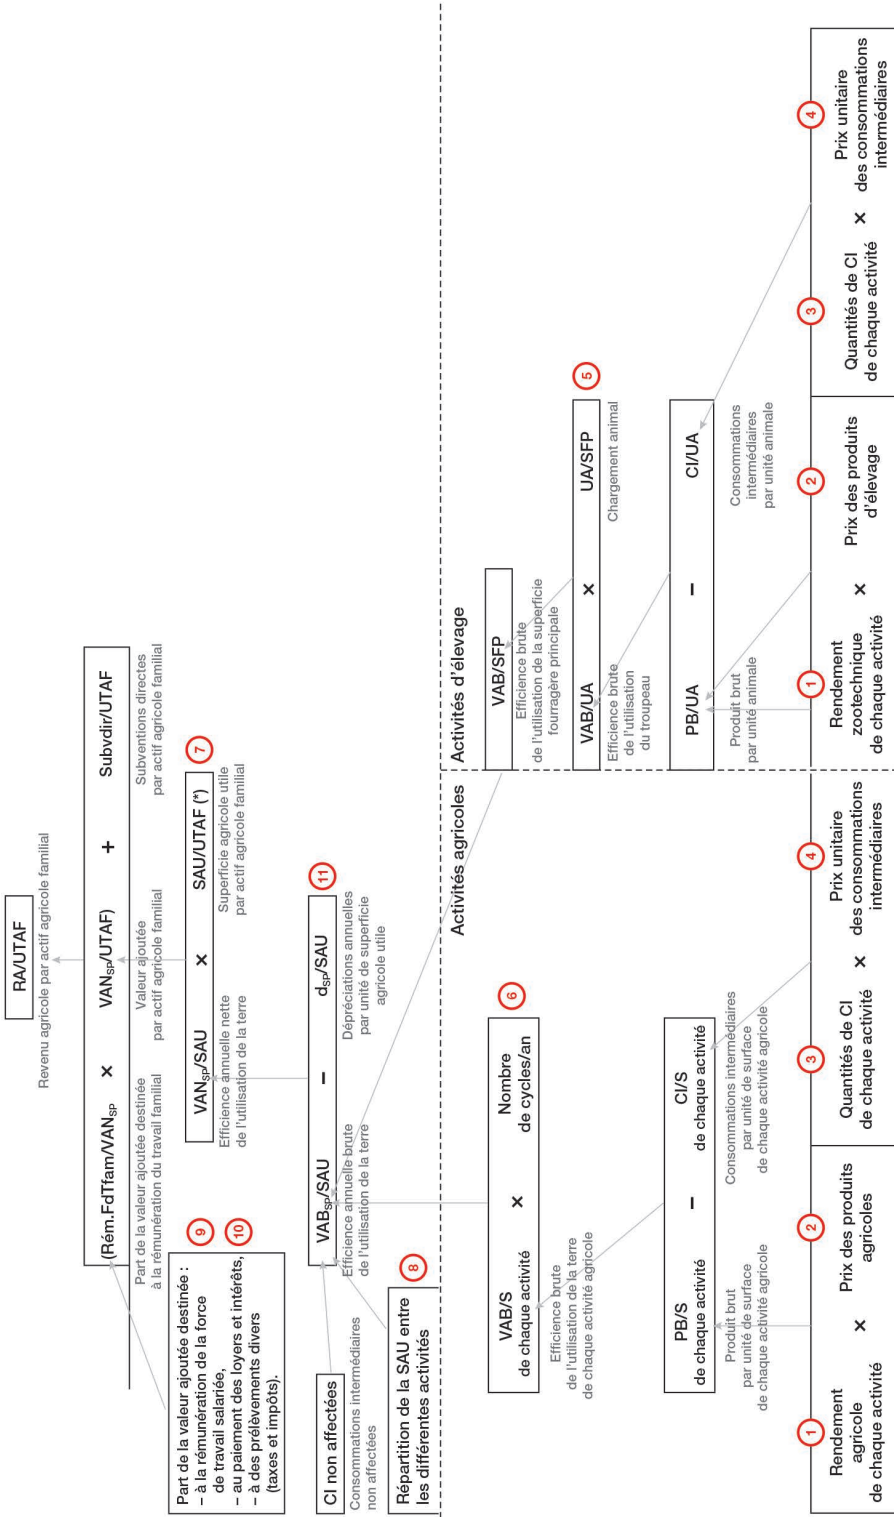 RA/UTAF
Revenu agricole par actif agricole familial
(Rém.FdTfam/VANSP × VANSP/UTAF) + Subvdir/UTAF
Part de la valeur ajoutée destinée
à la rémunération du travail familial
Valeur ajoutée
par actif agricole familial
Subventions directes
par actif agricole familial
Part de la valeur ajoutée destinée :
– à la rémunération de la force
de travail salariée,
– au paiement des loyers et intérêts,
– à des prélèvements divers
(taxes et impôts).
9
10
VANSP/SAU × SAU/UTAF (*)
7
Efficience annuelle nette
de l'utilisation de la terre
Superficie agricole utile
par actif agricole familial
CI non affectées
Consommations intermédiaires
non affectées
VABSP/SAU – dSP/SAU
11
Efficience annuelle brute
de l'utilisation de la terre
Dépréciations annuelles
par unité de superficie
agricole utile
Répartition de la SAU entre
les différentes activités
8
Activités agricoles
VAB/S
de chaque activité
×
Nombre
de cycles/an
6
Efficience brute
de l'utilisation de la terre
de chaque activité agricole
PB/S
de chaque activité
–
CI/S
de chaque activité
Produit brut
par unité de surface
de chaque activité agricole
Consommations intermédiaires
par unité de surface
de chaque activité agricole
1
Rendement
agricole
de chaque activité
×
2
Prix des produits
agricoles
3
Quantités de CI
de chaque activité
×
4
Prix unitaire
des consommations
intermédiaires
Activités d'élevage
VAB/SFP
Efficience brute
de l'utilisation de la superficie
fourragère principale
VAB/UA × UA/SFP
5
Efficience brute
de l'utilisation
du troupeau
Chargement animal
PB/UA – CI/UA
Produit brut
par unité animale
Consommations
intermédiaires
par unité animale
1
Rendement
zootechnique
de chaque activité
×
2
Prix des produits
d'élevage
3
Quantités de CI
de chaque activité
×
4
Prix unitaire
des consommations
intermédiaires